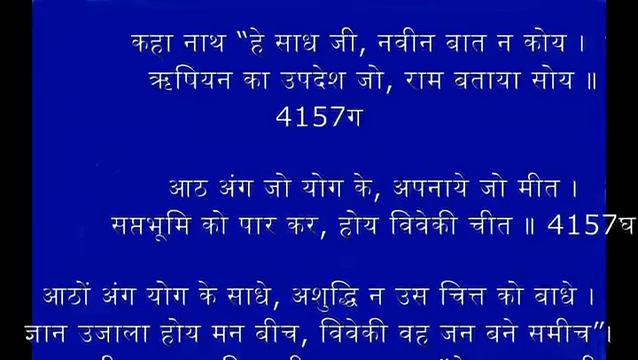 कहा नाथ “हे साध जी, नवीन बात न कोय ।
ऋषियन का उपदेश जो, राम बताया सोय ॥
4157ग
आठ अंग जो योग के, अपनाये जो मीत ।
सप्तभूमि को पार कर, होय विवेकी चीत ॥ 4157घ
आठों अंग योग के साधे, अशुद्धि न उस चित्त को बाधे ।
ज्ञान उजाला होय मन बीच, विवेकी वह जन बने समीच”।